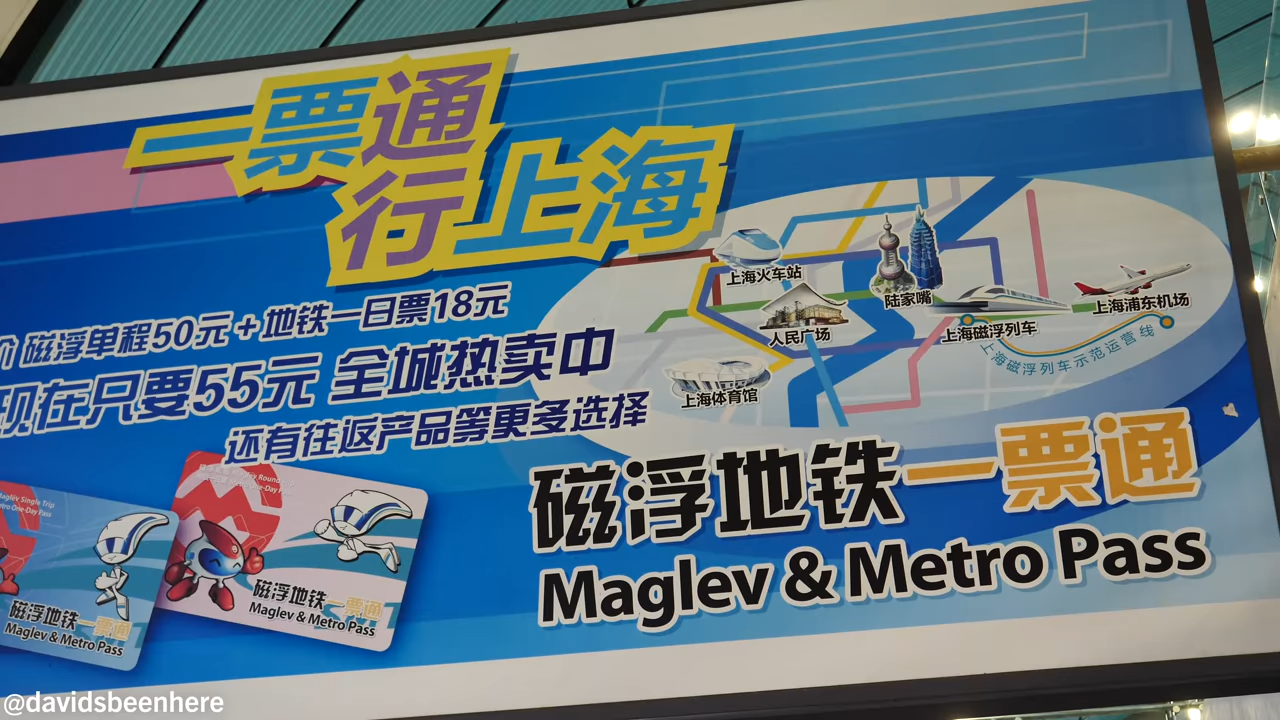 一票通
行上海
磁浮单程50元+地铁一日票18元
现在只要55元 全城热卖中
还有往返产品等更多选择
上海火车站
人民广场
上海体育馆
陆家嘴
上海磁浮列车
上海浦东机场
上海磁浮列车示范运营线
磁浮地铁一票通
Maglev & Metro Pass
Maglev Single Trip
One-Day Pass
磁浮地铁一票通
Maglev & Metro Pass
磁浮地铁一票通
Maglev & Metro Pass
@davidsbeenhere